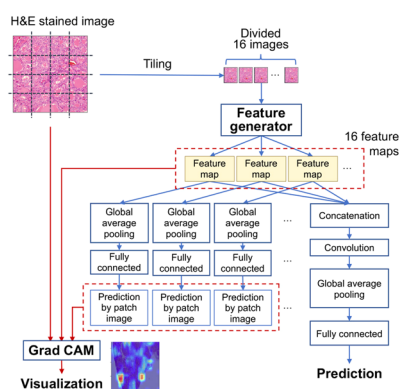 H&E stained image
Divided
16 images
Tiling
...
Feature
generator
16 feature
maps
Feature
map
Feature
map
Feature
map
...
Global
average
pooling
Global
average
pooling
Global
average
pooling
...
Concatenation
Fully
connected
Fully
connected
Fully
connected
Convolution
Prediction
by patch
image
Prediction
by patch
image
Prediction
by patch
image
...
Global average
pooling
Fully connected
Grad CAM
Visualization
Prediction